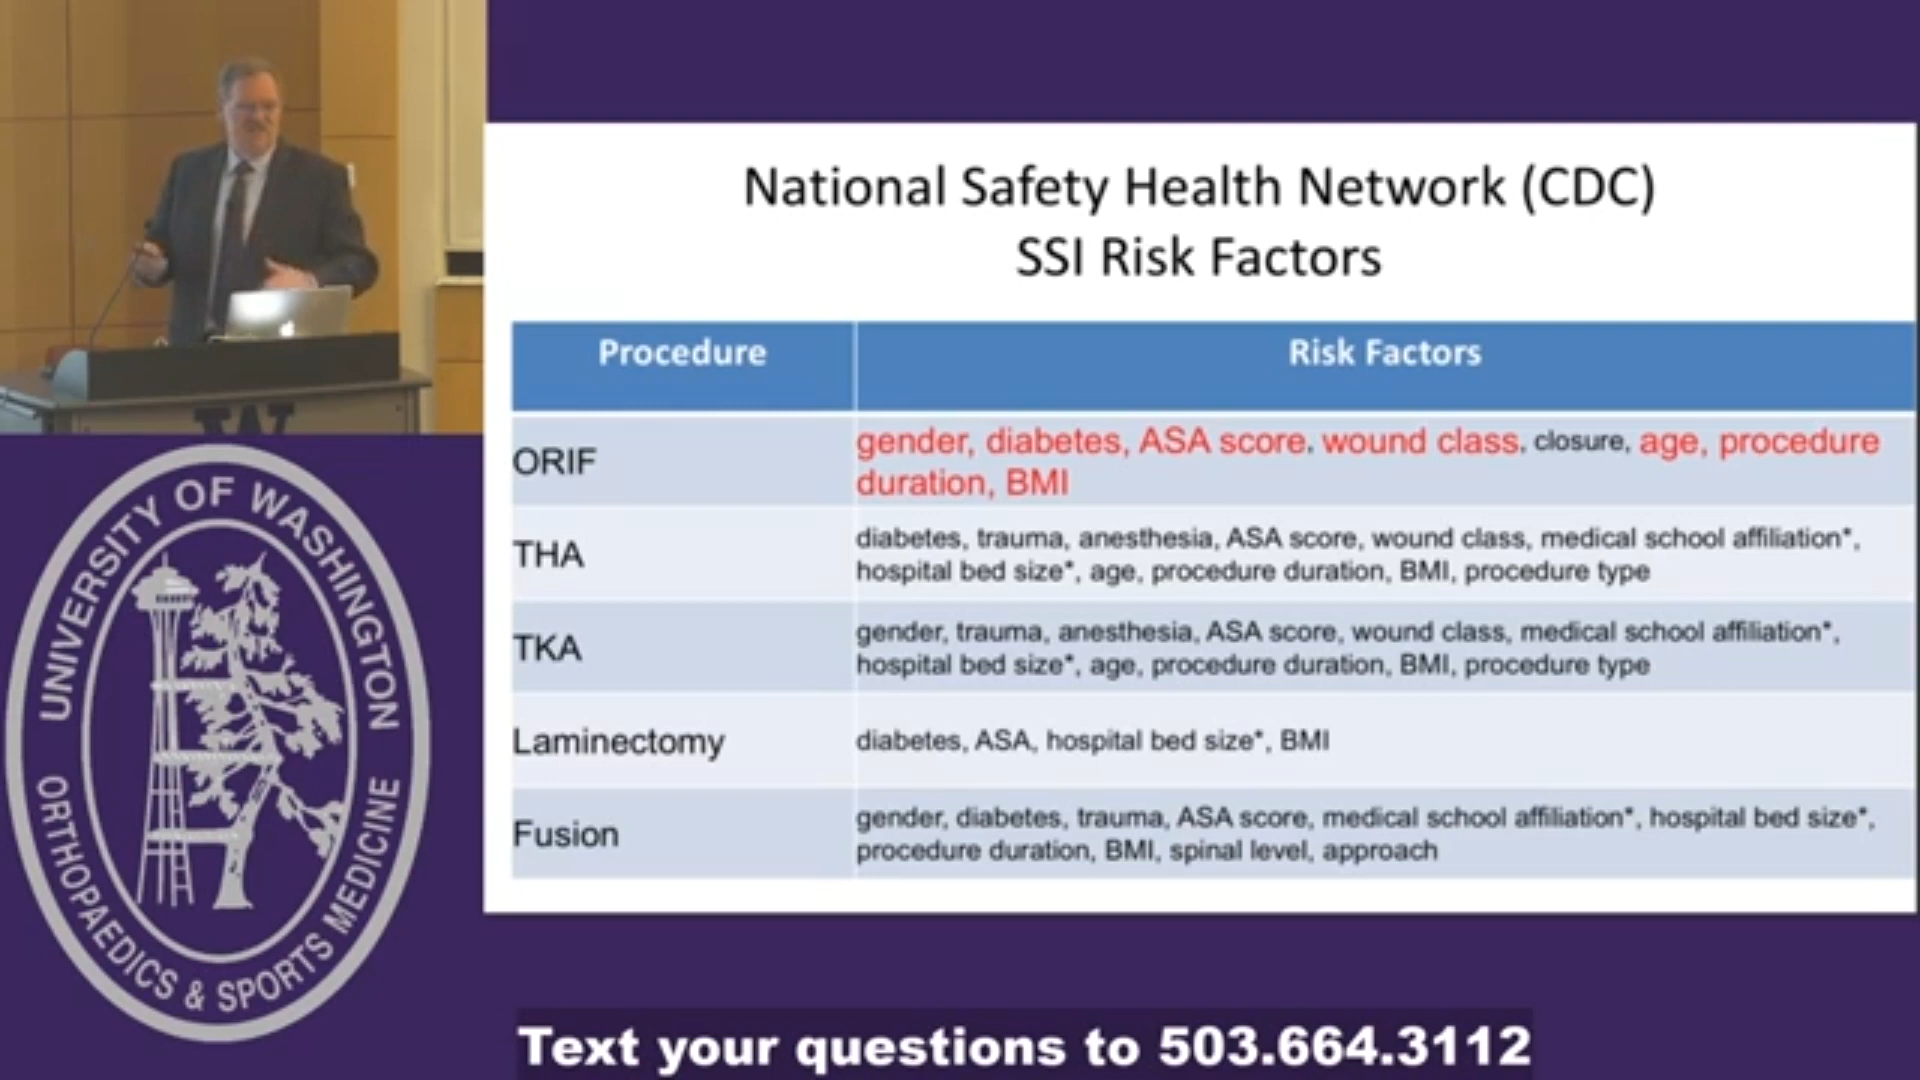 National Safety Health Network (CDC)
SSI Risk Factors
Procedure
Risk Factors
ORIF
gender, diabetes, ASA score, wound class, closure, age, procedure
duration, BMI
THA
diabetes, trauma, anesthesia, ASA score, wound class, medical school affiliation*,
hospital bed size*, age, procedure duration, BMI, procedure type
TKA
gender, trauma, anesthesia, ASA score, wound class, medical school affiliation*,
hospital bed size*, age, procedure duration, BMI, procedure type
Laminectomy
diabetes, ASA, hospital bed size*, BMI
Fusion
gender, diabetes, trauma, ASA score, medical school affiliation*, hospital bed size*,
procedure duration, BMI, spinal level, approach
UNIVERSITY OF WASHINGTON
ORTHOPAEDICS & SPORTS MEDICINE
W
Text your questions to 503.664.3112